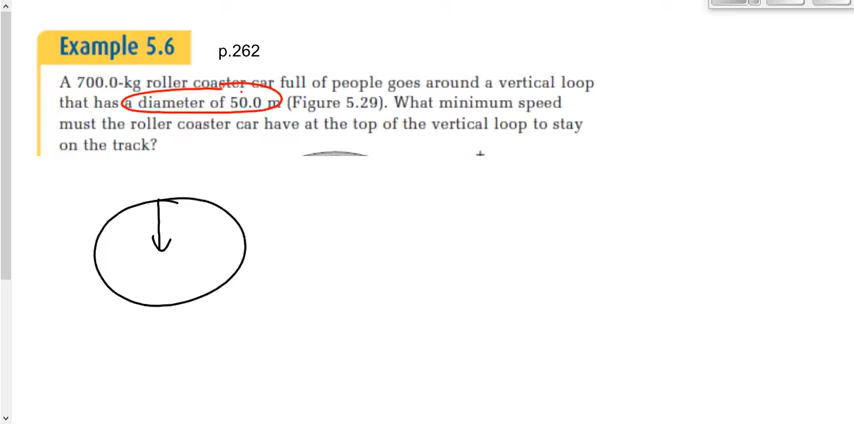 Example 5.6 p.262
A 700.0-kg roller coaster car full of people goes around a vertical loop
that has a diameter of 50.0 m (Figure 5.29). What minimum speed
must the roller coaster car have at the top of the vertical loop to stay
on the track?